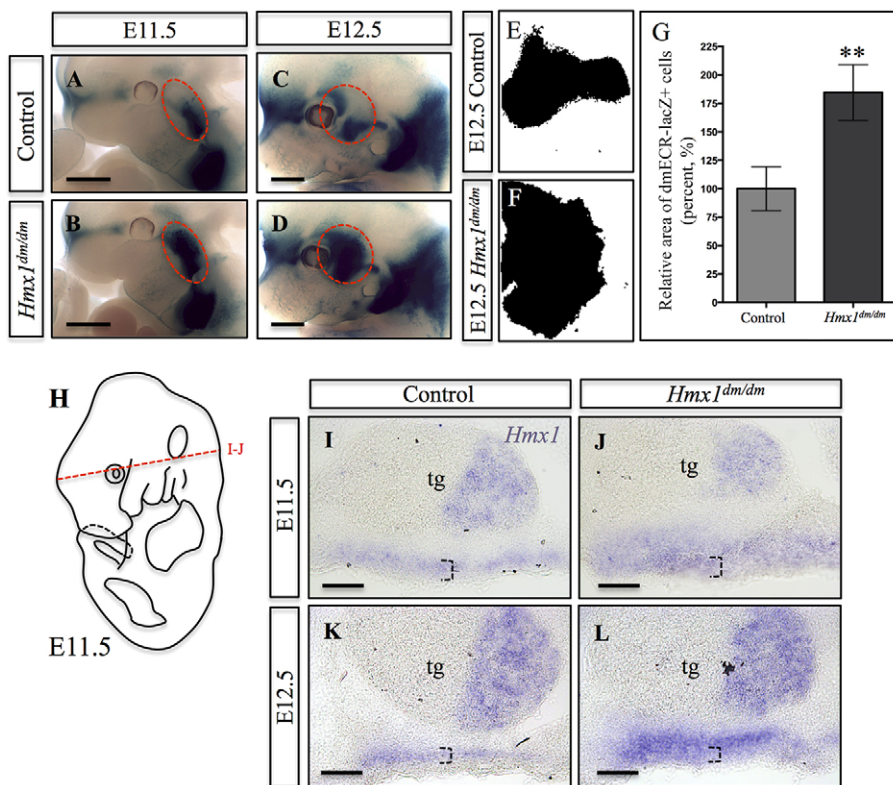 E11.5
E12.5
Control
Hmx1dm/dm
A
C
B
D
E12.5 Control
E12.5 Hmx1dm/dm
E
F
G
**
Relative area of dmECR-lacZ+ cells
(percent, %)
225
200
175
150
125
100
75
50
25
0
Control
Hmx1dm/dm
H
I-J
E11.5
Control
Hmx1dm/dm
E11.5
E12.5
I
Hmx1
tg
J
tg
K
tg
L
tg